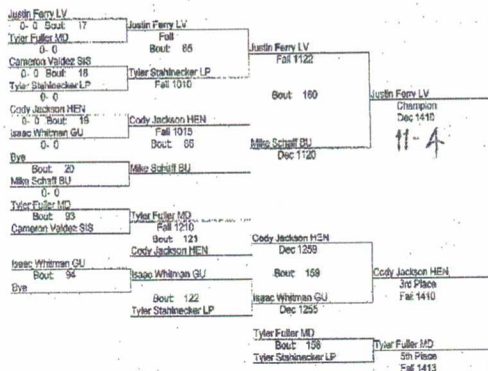 Justin Ferry LV
0- 0 Bout: 17
Tyler Fuller MD
0- 0
Cameron Valdez SIS
0- 0 Bout: 18
Tyler Stahlnecker LP
0- 0
Cody Jackson HEN
0- 0 Bout: 19
Isaac Whitman GU
0- 0
Bye
Bout: 20
Mike Schaff BU
0- 0
Tyler Fuller MD
Bout: 93
Cameron Valdez SIS
Isaac Whitman GU
Bout: 94
Bye
Justin Ferry LV
Fall
Bout: 85
Tyler Stahlnecker LP
Fall 1010
Cody Jackson HEN
Fall 1015
Bout: 86
Mike Schaff BU
Tyler Fuller MD
Fall 1210
Bout: 121
Cody Jackson HEN
Isaac Whitman GU
Bout: 122
Tyler Stahlnecker LP
Justin Ferry LV
Fall 1122
Bout: 160
Mike Schaff BU
Dec 1120
Cody Jackson HEN
Dec 1259
Bout: 159
Isaac Whitman GU
Dec 1255
Tyler Fuller MD
Bout: 158
Tyler Stahlnecker LP
Justin Ferry LV
Champion
Dec 1410
11-4
Cody Jackson HEN
3rd Place
Fall 1410
Tyler Fuller MD
5th Place
Fall 1413